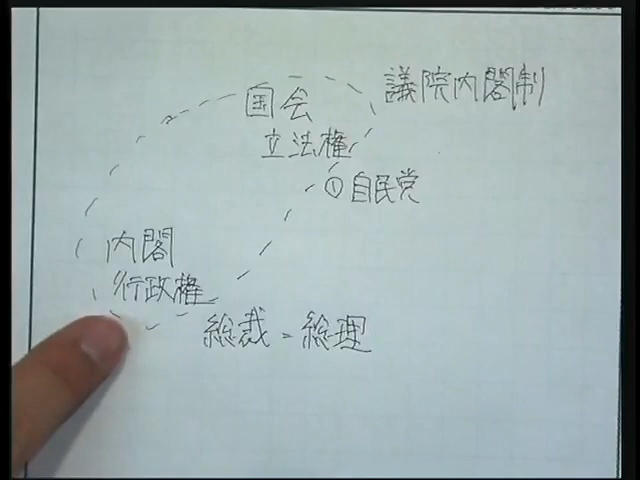 議院内閣制
国会
立法権
①自民党
内閣
行政権
総裁 = 総理